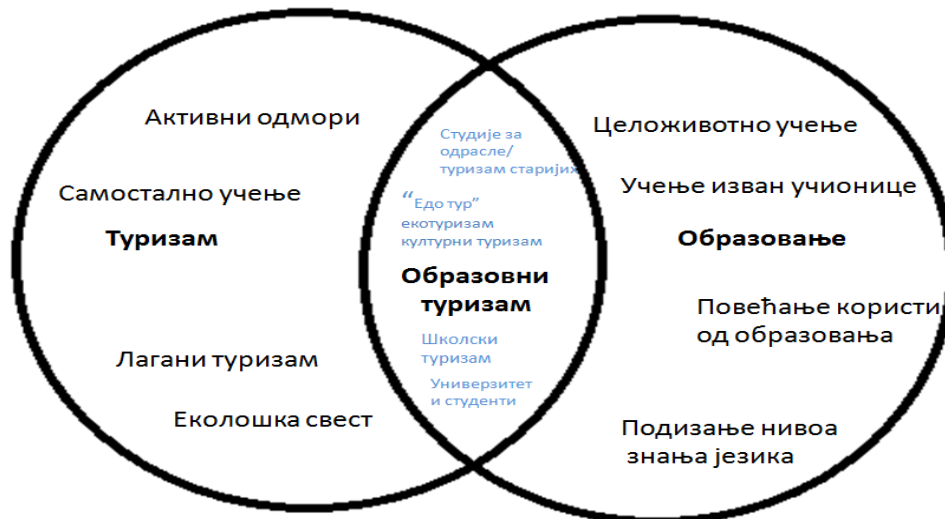 Активни одмори
Самостално учење
Туризам
Лагани туризам
Еколошка свест
Студије за
одрасле/
туризам старијих
“Едо тур”
екотуризам
културни туризам
Образовни
туризам
Школски
туризам
Универзитет
и студенти
Целоживотно учење
Учење изван учионице
Образовање
Повећање користи
од образовања
Подизање нивоа
знања језика